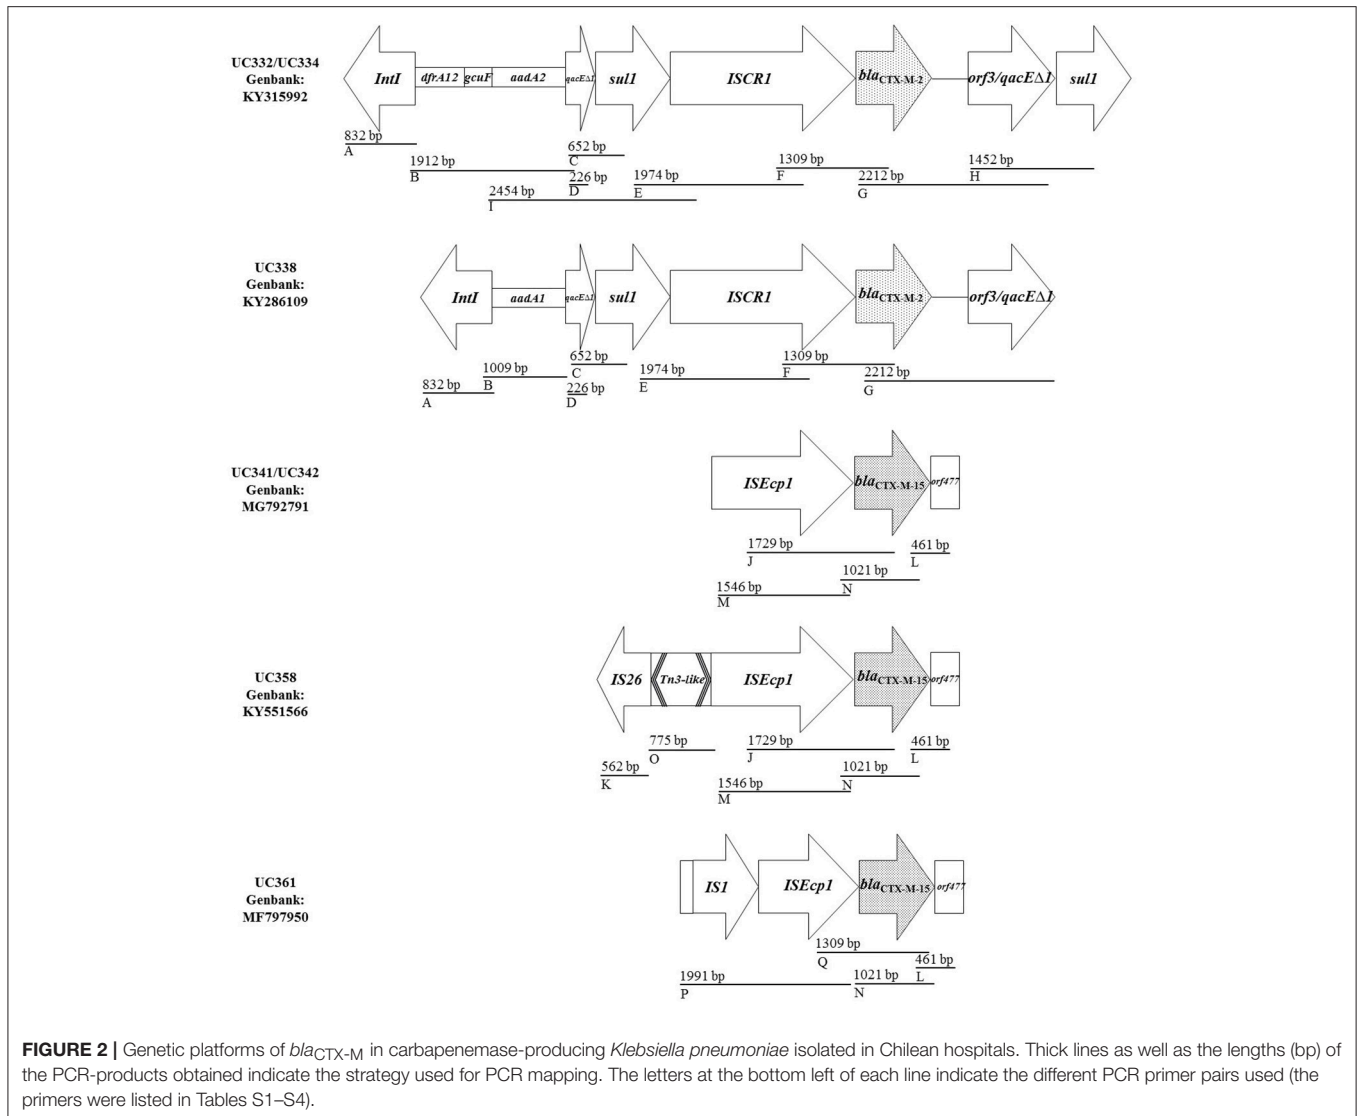 UC332/UC334
Genbank:
KY315992
IntI
dfrA12
gcuF
aadA2
qacEΔ1
sul1
ISCR1
blaCTX-M-2
orf3/qacEΔ1
sul1
832 bp
A
1912 bp
B
652 bp
C
226 bp
D
2454 bp
I
1974 bp
E
1309 bp
F
2212 bp
G
1452 bp
H
UC338
Genbank:
KY286109
IntI
aadA1
qacEΔ1
sul1
ISCR1
blaCTX-M-2
orf3/qacEΔ1
832 bp
A
1009 bp
B
652 bp
C
226 bp
D
1974 bp
E
1309 bp
F
2212 bp
G
UC341/UC342
Genbank:
MG792791
ISEcp1
blaCTX-M-15
orf477
1729 bp
J
461 bp
L
1021 bp
N
1546 bp
M
UC358
Genbank:
KY551566
IS26
Tn3-like
ISEcp1
blaCTX-M-15
orf477
775 bp
O
1729 bp
J
461 bp
L
562 bp
K
1021 bp
N
1546 bp
M
UC361
Genbank:
MF797950
IS1
ISEcp1
blaCTX-M-15
orf477
1309 bp
Q
461 bp
L
1991 bp
P
1021 bp
N
FIGURE 2 | Genetic platforms of blaCTX-M in carbapenemase-producing Klebsiella pneumoniae isolated in Chilean hospitals. Thick lines as well as the lengths (bp) of
the PCR-products obtained indicate the strategy used for PCR mapping. The letters at the bottom left of each line indicate the different PCR primer pairs used (the
primers were listed in Tables S1–S4).